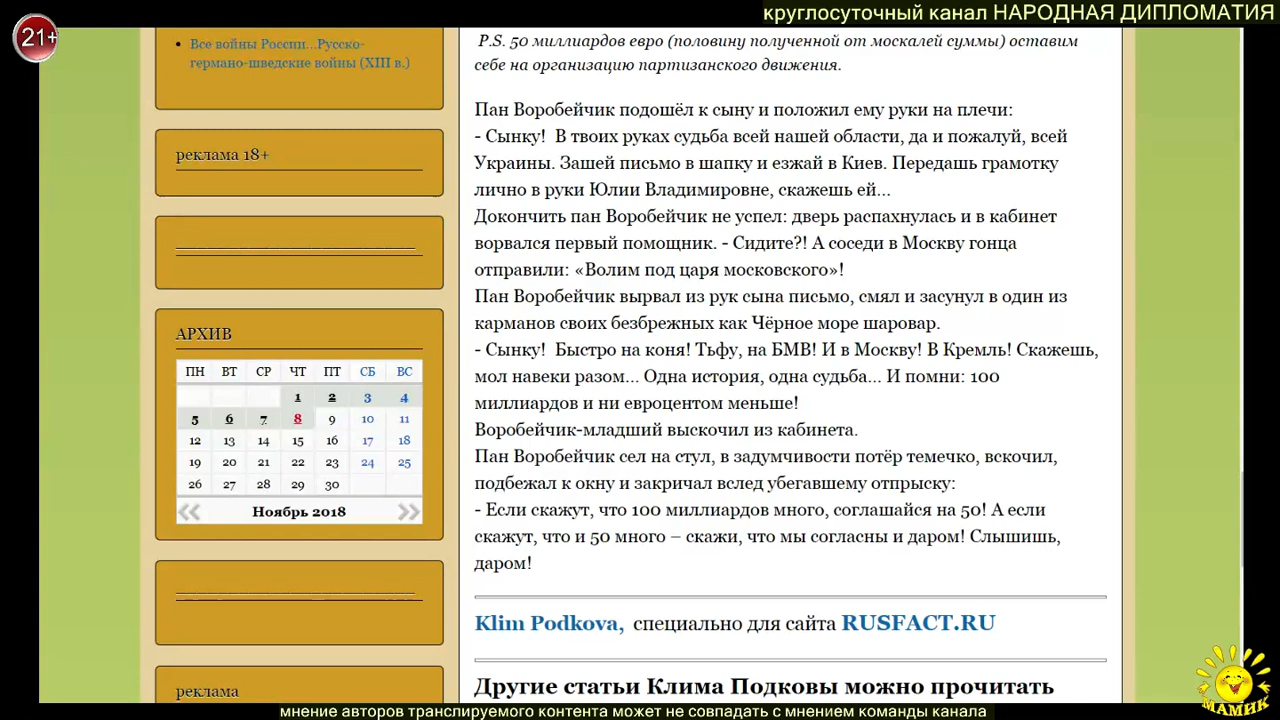 круглосуточный канал НАРОДНАЯ ДИПЛОМАТИЯ
21+
Все войны России...Русско-
германо-шведские войны (XIII в.)
реклама 18+
АРХИВ
ПН ВТ СР ЧТ ПТ СБ ВС
1 2 3 4
5 6 7 8 9 10 11
12 13 14 15 16 17 18
19 20 21 22 23 24 25
26 27 28 29 30
Ноябрь 2018
реклама
P.S. 50 миллиардов евро (половину полученной от москалей суммы) оставим
себе на организацию партизанского движения.
Пан Воробейчик подошёл к сыну и положил ему руки на плечи:
- Сынку! В твоих руках судьба всей нашей области, да и пожалуй, всей
Украины. Зашей письмо в шапку и езжай в Киев. Передашь грамотку
лично в руки Юлии Владимировне, скажешь ей...
Докончить пан Воробейчик не успел: дверь распахнулась и в кабинет
ворвался первый помощник. - Сидите?! А соседи в Москву гонца
отправили: «Волим под царя московского»!
Пан Воробейчик вырвал из рук сына письмо, смял и засунул в один из
карманов своих безбрежных как Чёрное море шаровар.
- Сынку! Быстро на коня! Тьфу, на БМВ! И в Москву! В Кремль! Скажешь,
мол навеки разом... Одна история, одна судьба... И помни: 100
миллиардов и ни евроцентом меньше!
Воробейчик-младший выскочил из кабинета.
Пан Воробейчик сел на стул, в задумчивости потёр темечко, вскочил,
подбежал к окну и закричал вслед убегавшему отпрыску:
- Если скажут, что 100 миллиардов много, соглашайся на 50! А если
скажут, что и 50 много – скажи, что мы согласны и даром! Слышишь,
даром!
Klim Podkova, специально для сайта RUSFACT.RU
Другие статьи Клима Подковы можно прочитать
МАМИК
мнение авторов транслируемого контента может не совпадать с мнением команды канала